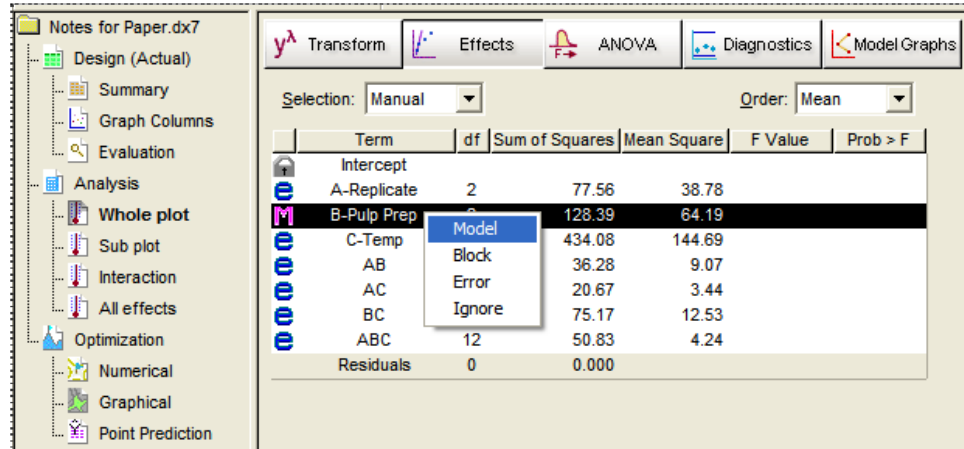 Notes for Paper.dx7
Design (Actual)
Summary
Graph Columns
Evaluation
Analysis
Whole plot
Sub plot
Interaction
All effects
Optimization
Numerical
Graphical
Point Prediction
yλ Transform Effects F ANOVA Diagnostics Model Graphs
Selection: Manual Order: Mean
Term df Sum of Squares Mean Square F Value Prob > F
Intercept
e A-Replicate 2 77.56 38.78
M B-Pulp Prep 128.39 64.19
e C-Temp 434.08 144.69
e AB 36.28 9.07
e AC 20.67 3.44
e BC 75.17 12.53
e ABC 12 50.83 4.24
Residuals 0 0.000
Model
Block
Error
Ignore